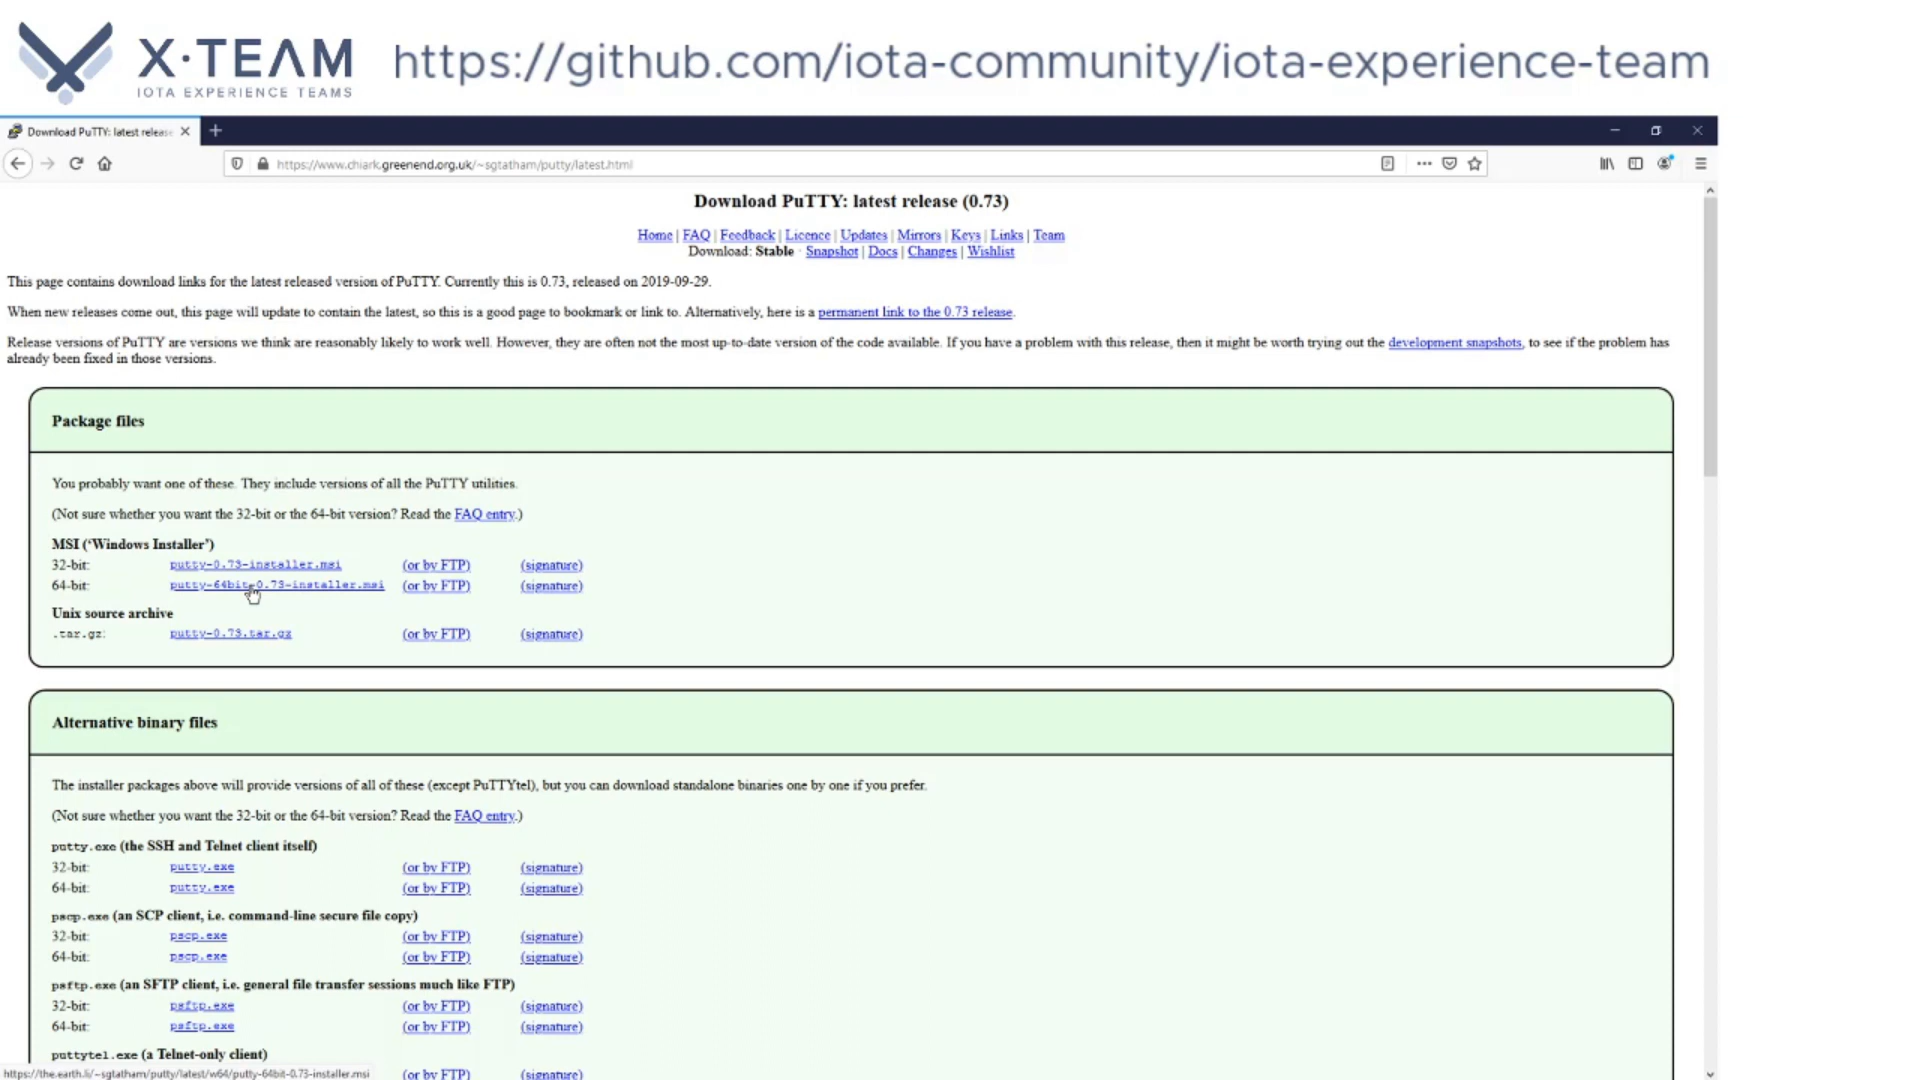 X·TEAM
IOTA EXPERIENCE TEAMS
https://github.com/iota-community/iota-experience-team
Download PuTTY: latest release
https://www.chiark.greenend.org.uk/~sgtatham/putty/latest.html
Download PuTTY: latest release (0.73)
Home | FAQ | Feedback | Licence | Updates | Mirrors | Keys | Links | Team
Download: Stable · Snapshot | Docs | Changes | Wishlist
This page contains download links for the latest released version of PuTTY. Currently this is 0.73, released on 2019-09-29.
When new releases come out, this page will update to contain the latest, so this is a good page to bookmark or link to. Alternatively, here is a permanent link to the 0.73 release.
Release versions of PuTTY are versions we think are reasonably likely to work well. However, they are often not the most up-to-date version of the code available. If you have a problem with this release, then it might be worth trying out the development snapshots, to see if the problem has
already been fixed in those versions.
Package files
You probably want one of these. They include versions of all the PuTTY utilities.
(Not sure whether you want the 32-bit or the 64-bit version? Read the FAQ entry.)
MSI (‘Windows Installer’)
32-bit: putty-0.73-installer.msi (or by FTP) (signature)
64-bit: putty-64bit-0.73-installer.msi (or by FTP) (signature)
Unix source archive
.tar.gz: putty-0.73.tar.gz (or by FTP) (signature)
Alternative binary files
The installer packages above will provide versions of all of these (except PuTTYtel), but you can download standalone binaries one by one if you prefer.
(Not sure whether you want the 32-bit or the 64-bit version? Read the FAQ entry.)
putty.exe (the SSH and Telnet client itself)
32-bit: putty.exe (or by FTP) (signature)
64-bit: putty.exe (or by FTP) (signature)
pscp.exe (an SCP client, i.e. command-line secure file copy)
32-bit: pscp.exe (or by FTP) (signature)
64-bit: pscp.exe (or by FTP) (signature)
psftp.exe (an SFTP client, i.e. general file transfer sessions much like FTP)
32-bit: psftp.exe (or by FTP) (signature)
64-bit: psftp.exe (or by FTP) (signature)
puttytel.exe (a Telnet-only client)
https://the.earth.li/~sgtatham/putty/latest/w64/putty-64bit-0.73-installer.msi (or by FTP) (signature)